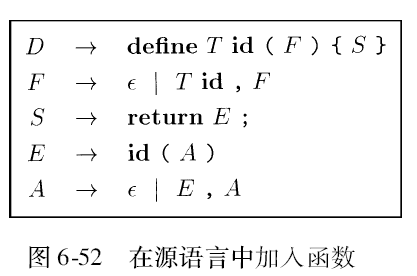 D → define T id ( F ) { S }
F → ϵ | T id , F
S → return E ;
E → id ( A )
A → ϵ | E , A
图 6-52 在源语言中加入函数